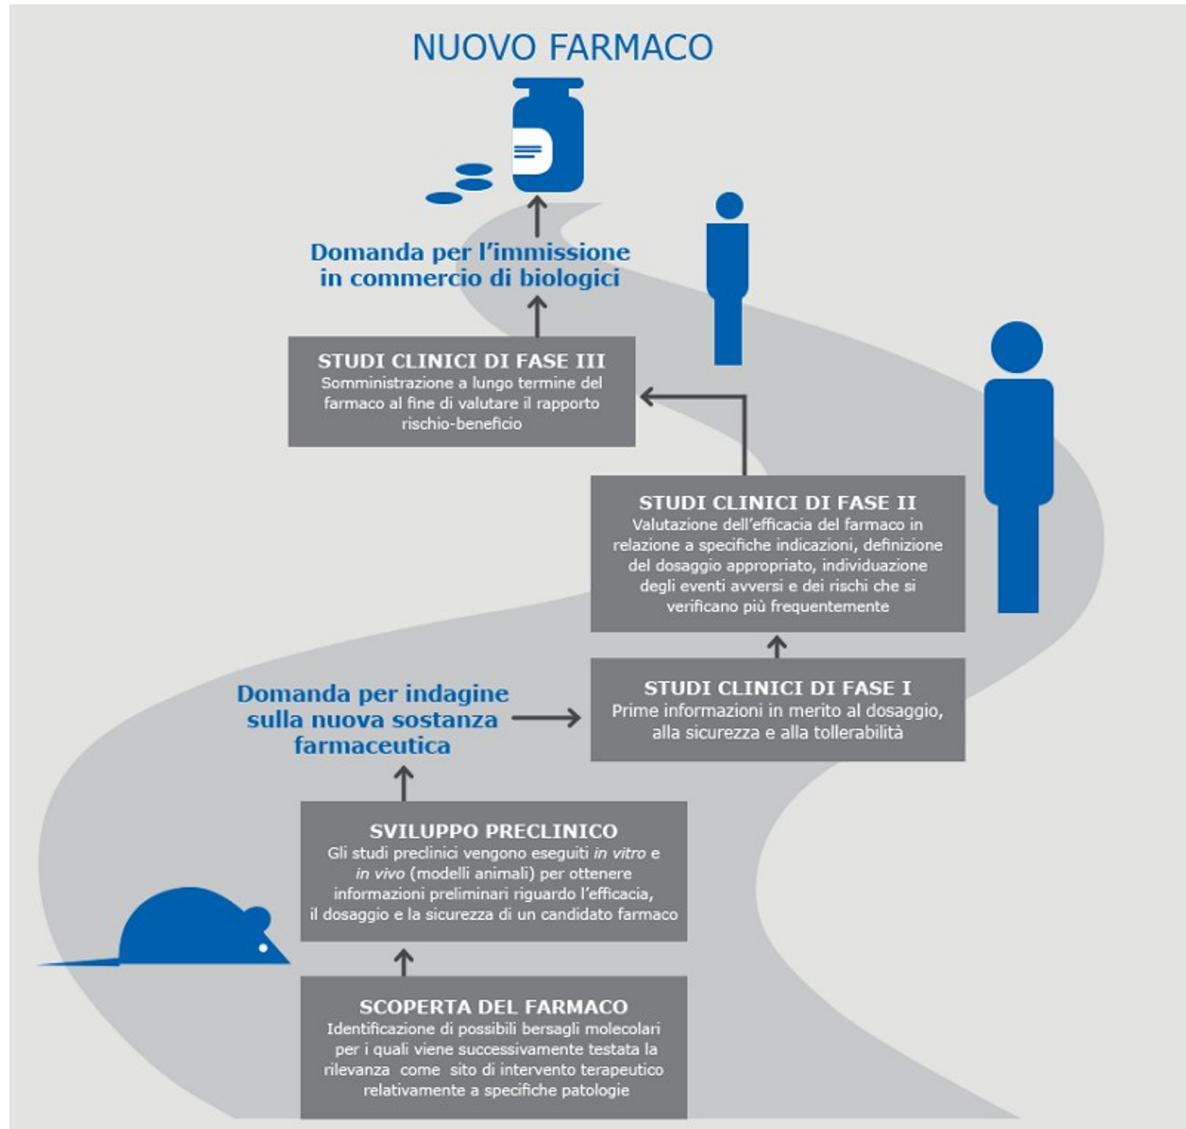 NUOVO FARMACO
Domanda per l’immissione
in commercio di biologici
STUDI CLINICI DI FASE III
Somministrazione a lungo termine del
farmaco al fine di valutare il rapporto
rischio-beneficio
STUDI CLINICI DI FASE II
Valutazione dell’efficacia del farmaco in
relazione a specifiche indicazioni, definizione
del dosaggio appropriato, individuazione
degli eventi avversi e dei rischi che si
verificano più frequentemente
STUDI CLINICI DI FASE I
Prime informazioni in merito al dosaggio,
alla sicurezza e alla tollerabilità
Domanda per indagine
sulla nuova sostanza
farmaceutica
SVILUPPO PRECLINICO
Gli studi preclinici vengono eseguiti in vitro e
in vivo (modelli animali) per ottenere
informazioni preliminari riguardo l’efficacia,
il dosaggio e la sicurezza di un candidato farmaco
SCOPERTA DEL FARMACO
Identificazione di possibili bersagli molecolari
per i quali viene successivamente testata la
rilevanza come sito di intervento terapeutico
relativamente a specifiche patologie